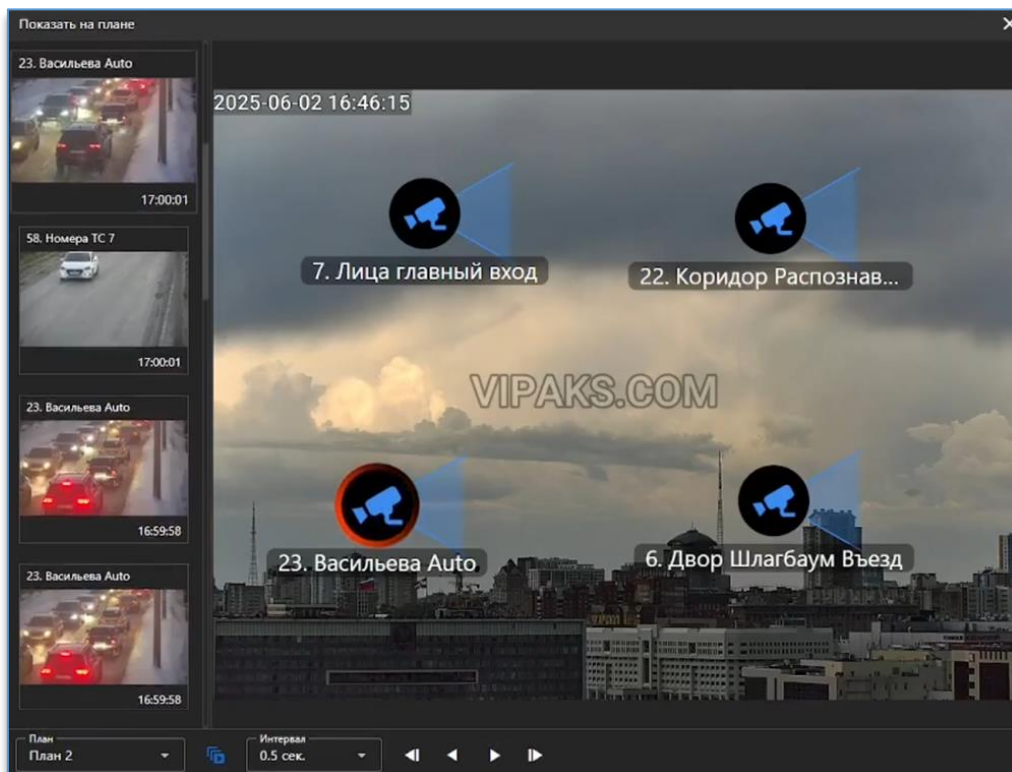 Показать на плане
23. Васильева Auto
17:00:01
58. Номера ТС 7
17:00:01
23. Васильева Auto
16:59:58
23. Васильева Auto
16:59:58
2025-06-02 16:46:15
7. Лица главный вход
22. Коридор Распознав...
VIPAKS.COM
23. Васильева Auto
6. Двор Шлагбаум Въезд
План
План 2
Интервал
0.5 сек.